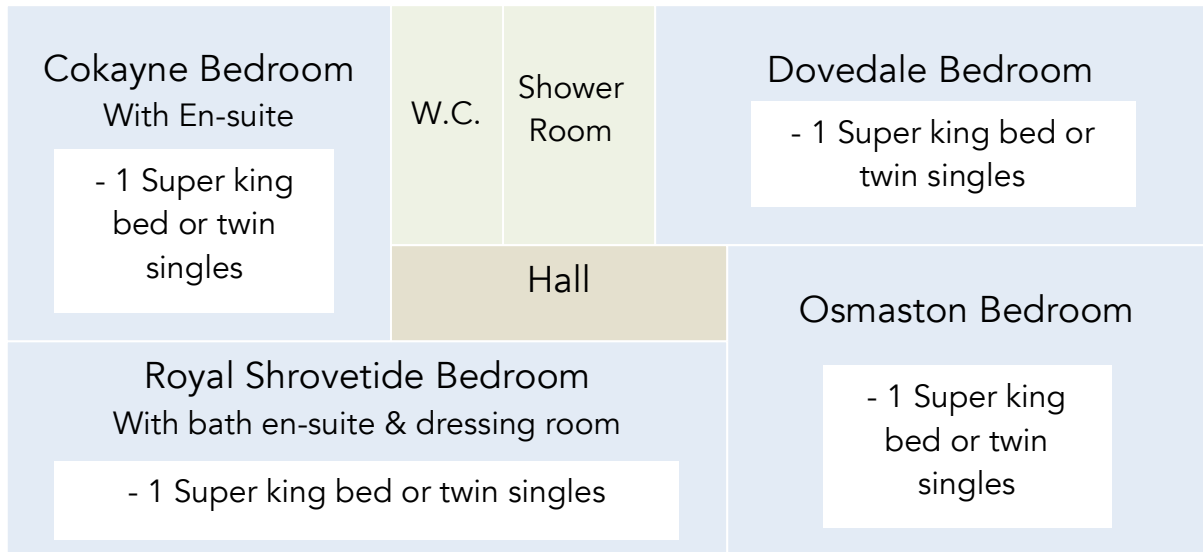 Cokayne Bedroom
With En-suite
- 1 Super king
bed or twin
singles
W.C.
Shower
Room
Dovedale Bedroom
- 1 Super king bed or
twin singles
Hall
Osmaston Bedroom
- 1 Super king
bed or twin
singles
Royal Shrovetide Bedroom
With bath en-suite & dressing room
- 1 Super king bed or twin singles